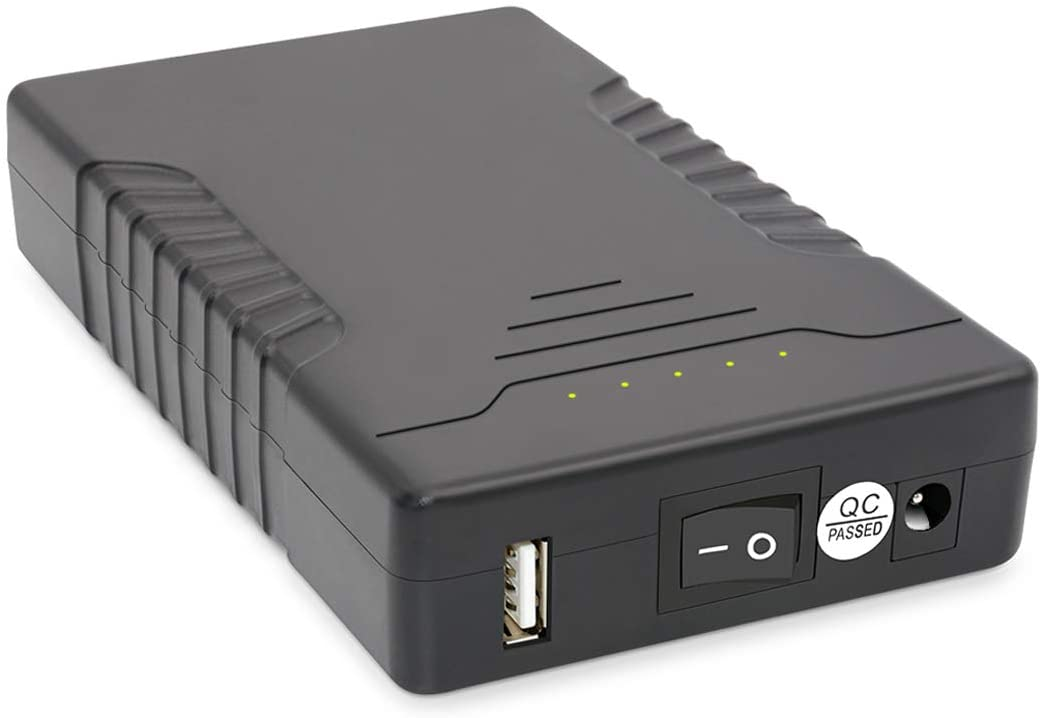 — O
QC
PASSED